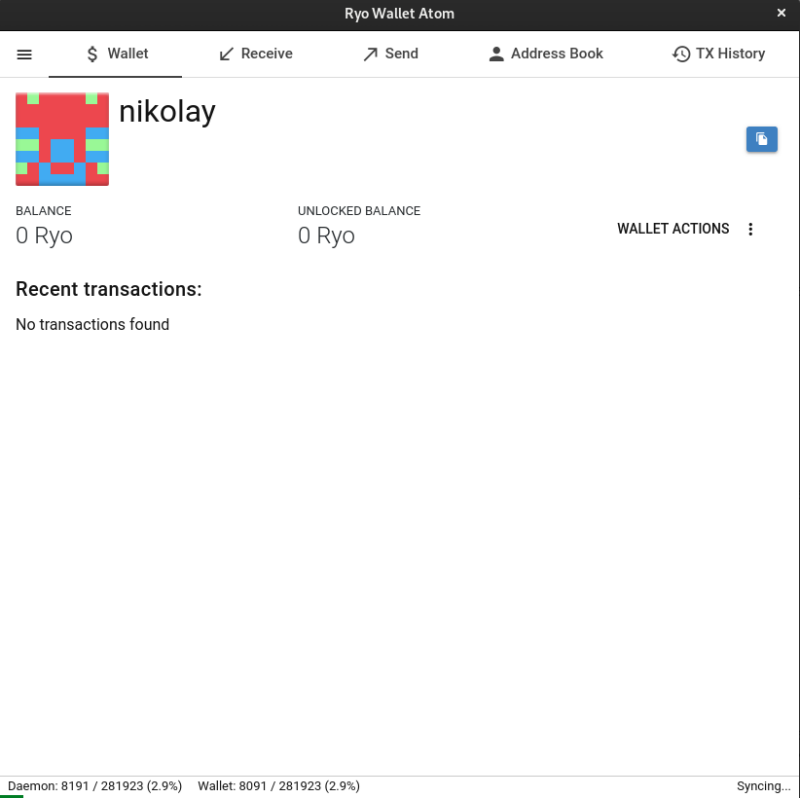 Ryo Wallet Atom
Wallet Receive Send Address Book TX History
nikolay
BALANCE UNLOCKED BALANCE
0 Ryo 0 Ryo WALLET ACTIONS
Recent transactions:
No transactions found
Daemon: 8191 / 281923 (2.9%) Wallet: 8091 / 281923 (2.9%) Syncing...